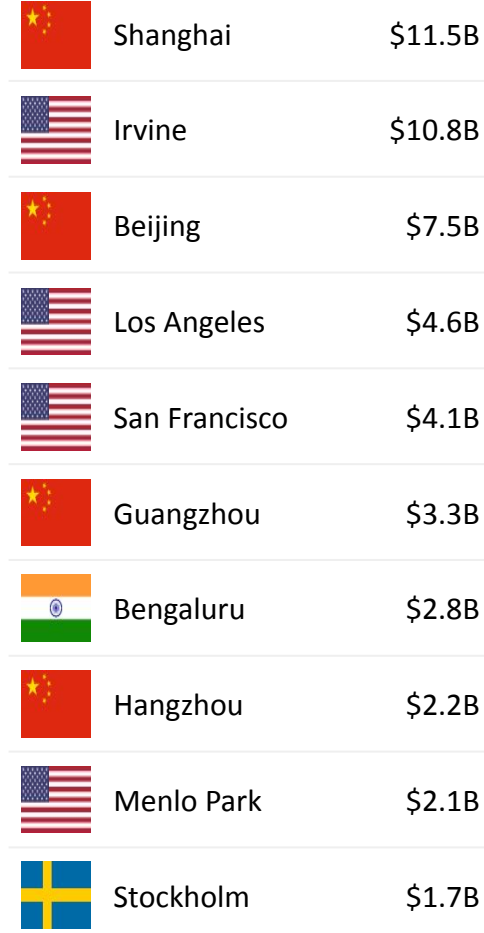 Shanghai $11.5B
Irvine $10.8B
Beijing $7.5B
Los Angeles $4.6B
San Francisco $4.1B
Guangzhou $3.3B
Bengaluru $2.8B
Hangzhou $2.2B
Menlo Park $2.1B
Stockholm $1.7B